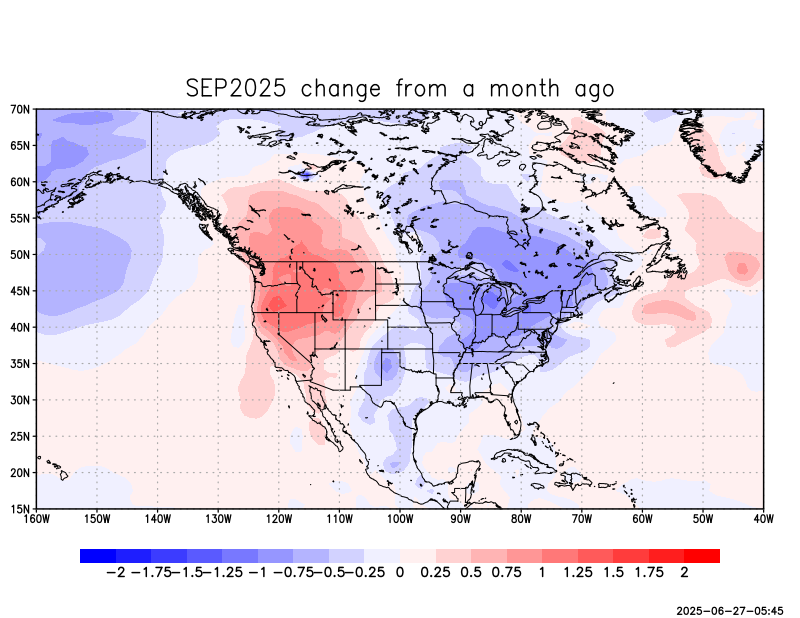 SEP2025 change from a month ago
70N
65N
60N
55N
50N
45N
40N
35N
30N
25N
20N
15N
160W 150W 140W 130W 120W 110W 100W 90W 80W 70W 60W 50W 40W
−2 −1.75 −1.5 −1.25 −1 −0.75 −0.5 −0.25 0 0.25 0.5 0.75 1 1.25 1.5 1.75 2
2025−06−27−05:45